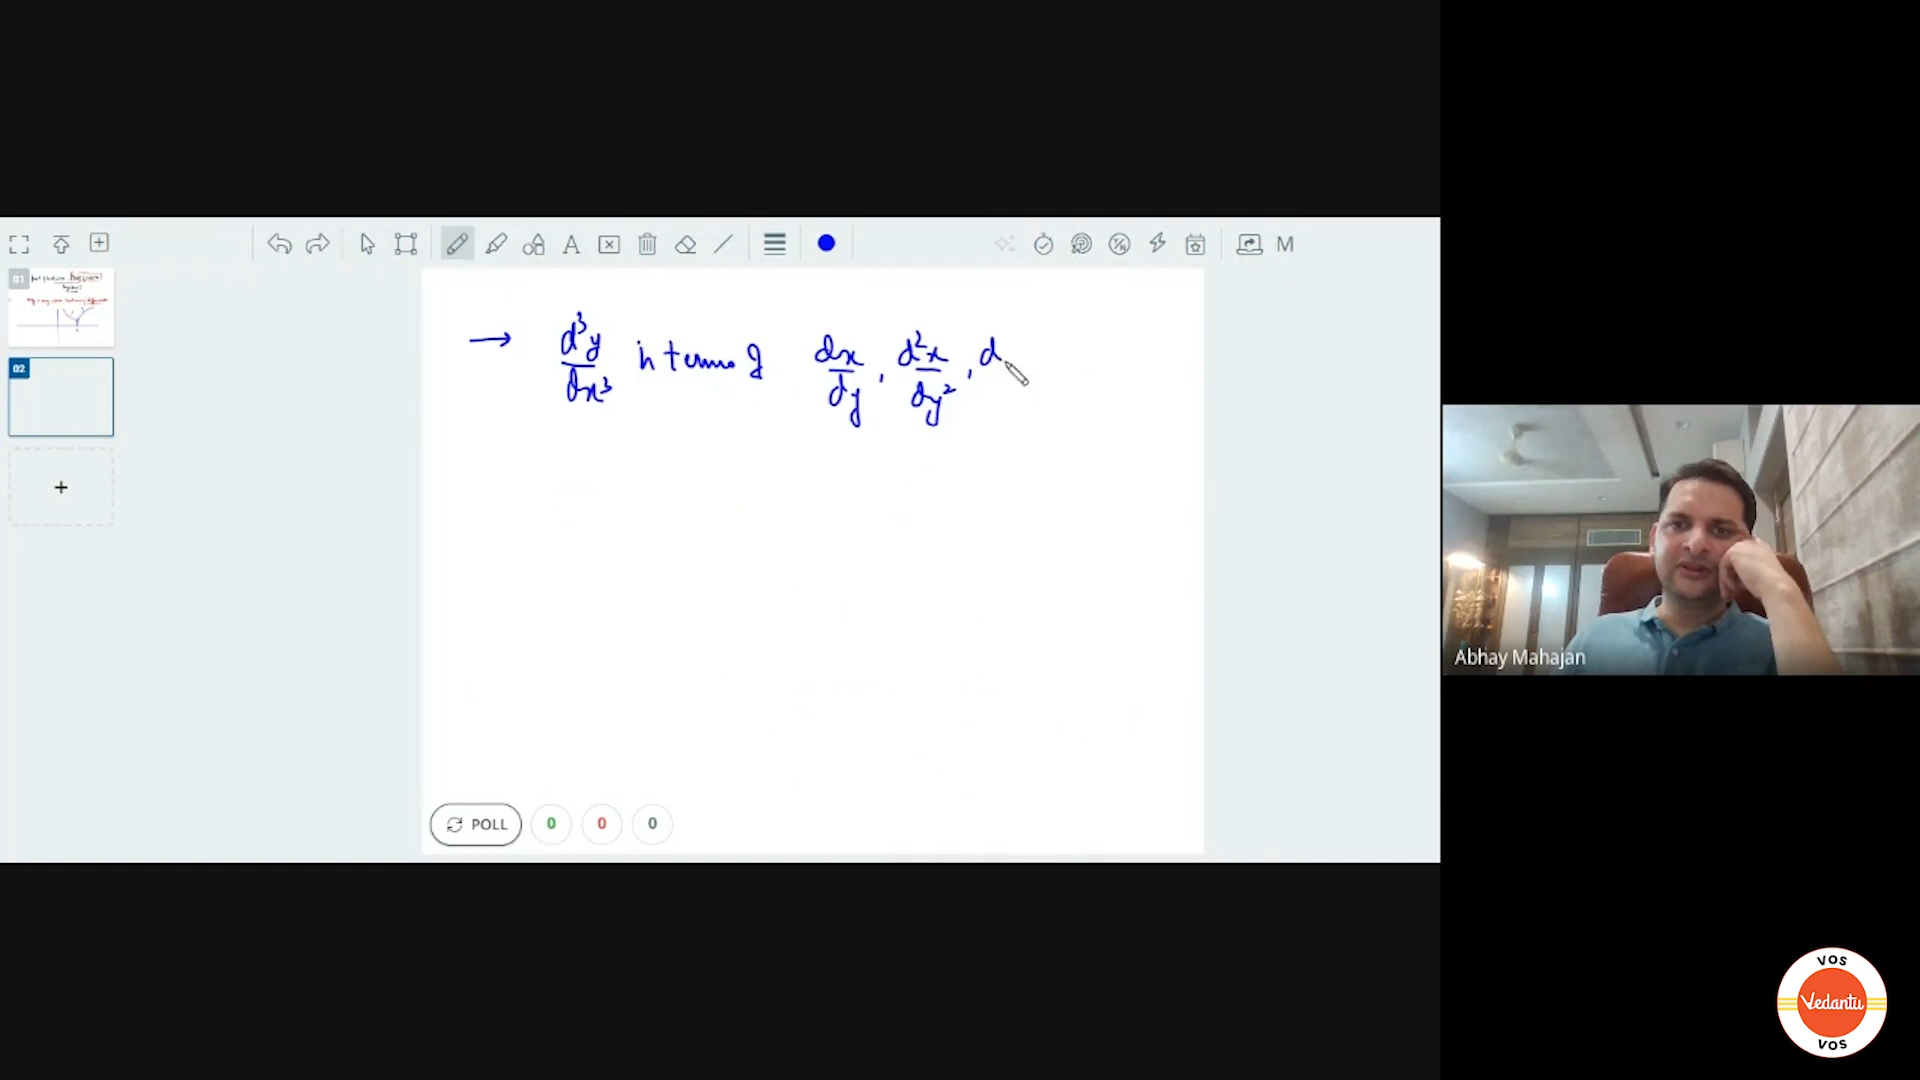 M
01
→ d³y/dx³ in terms of dx/dy, d²x/dy², d
02
+
POLL 0 0 0
Abhay Mahajan
VOS
Vedantu
VOS